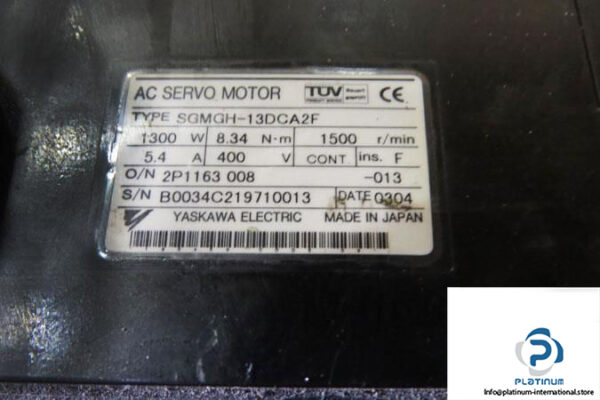 AC SERVO MOTOR TÜV CE
TYPE SGMGH-13DCA2F
1300 W 8.34 N·m 1500 r/min
5.4 A 400 V CONT. ins. F
O/N 2P1163 008 -013
S/N B0034C219710013 DATE 0304
YASKAWA ELECTRIC MADE IN JAPAN
PLATINUM
Info@platinum-international.store